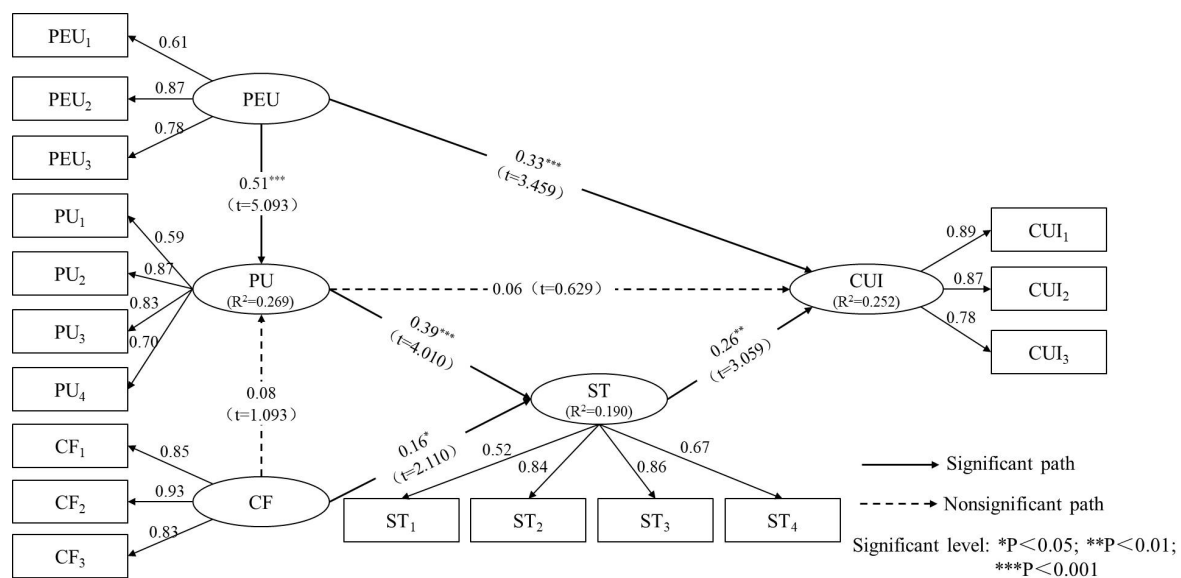 PEU₁
0.61
PEU₂
0.87
PEU
PEU₃
0.78
0.33***
(t=3.459)
0.51***
(t=5.093)
PU₁
0.59
PU₂
0.87
PU
(R²=0.269)
0.06（t=0.629）
CUI
(R²=0.252)
0.89
CUI₁
0.87
CUI₂
0.78
CUI₃
PU₃
0.83
PU₄
0.70
0.39***
(t=4.010)
0.26**
(t=3.059)
0.08
(t=1.093)
ST
(R²=0.190)
CF₁
0.85
CF₂
0.93
CF
CF₃
0.83
0.16*
(t=2.110)
0.52
0.84
0.86
0.67
ST₁
ST₂
ST₃
ST₄
Significant path
Nonsignificant path
Significant level: *P＜0.05; **P＜0.01;
***P＜0.001